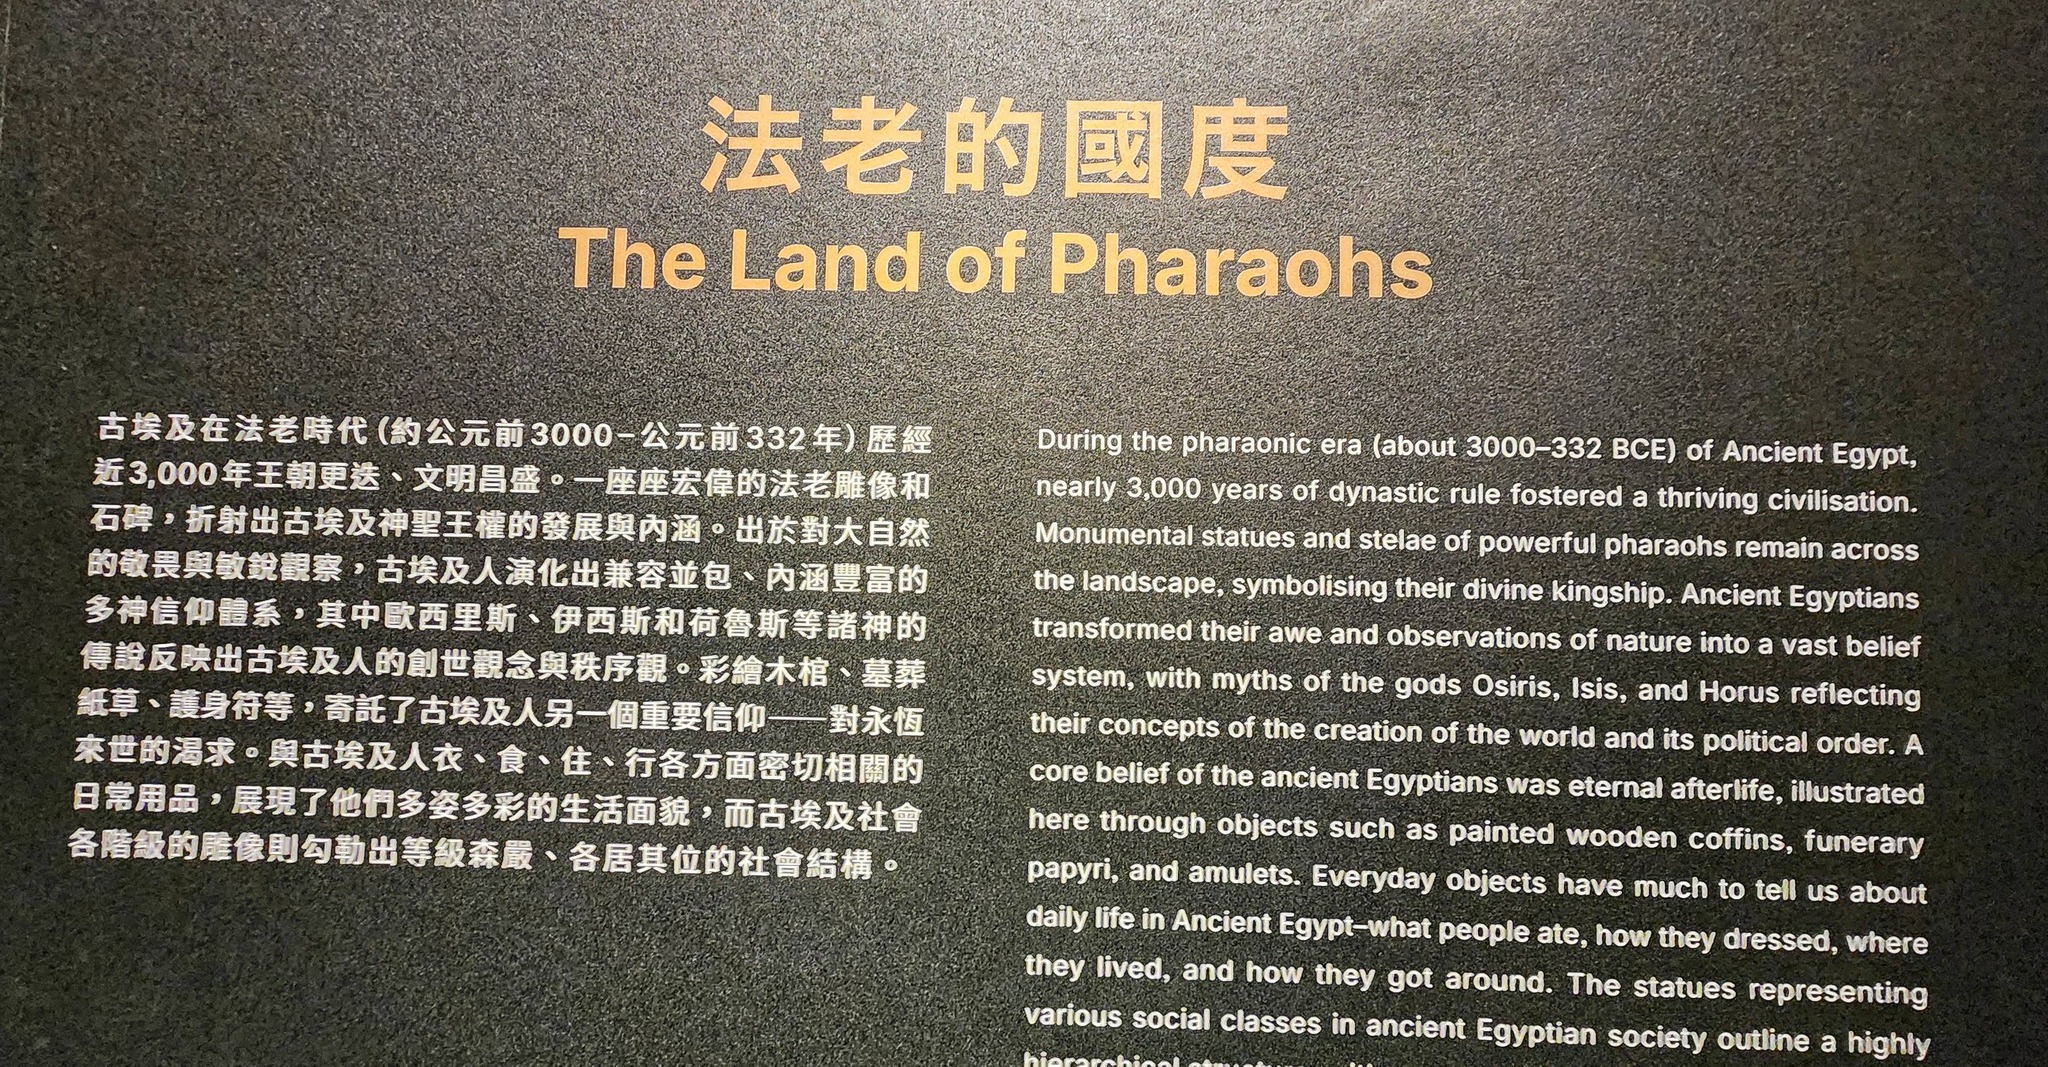 法老的國度
The Land of Pharaohs
古埃及在法老時代（約公元前3000–公元前332年）歷經
近3,000年王朝更迭、文明昌盛。一座座宏偉的法老雕像和
石碑，折射出古埃及神聖王權的發展與內涵。出於對大自然
的敬畏與敏銳觀察，古埃及人演化出兼容並包、內涵豐富的
多神信仰體系，其中歐西里斯、伊西斯和荷魯斯等諸神的
傳說反映出古埃及人的創世觀念與秩序觀。彩繪木棺、墓葬
紙草、護身符等，寄託了古埃及人另一個重要信仰——對永恆
來世的渴求。與古埃及人衣、食、住、行各方面密切相關的
日常用品，展現了他們多姿多彩的生活面貌，而古埃及社會
各階級的雕像則勾勒出等級森嚴、各居其位的社會結構。
During the pharaonic era (about 3000–332 BCE) of Ancient Egypt,
nearly 3,000 years of dynastic rule fostered a thriving civilisation.
Monumental statues and stelae of powerful pharaohs remain across
the landscape, symbolising their divine kingship. Ancient Egyptians
transformed their awe and observations of nature into a vast belief
system, with myths of the gods Osiris, Isis, and Horus reflecting
their concepts of the creation of the world and its political order. A
core belief of the ancient Egyptians was eternal afterlife, illustrated
here through objects such as painted wooden coffins, funerary
papyri, and amulets. Everyday objects have much to tell us about
daily life in Ancient Egypt–what people ate, how they dressed, where
they lived, and how they got around. The statues representing
various social classes in ancient Egyptian society outline a highly
hierarchical